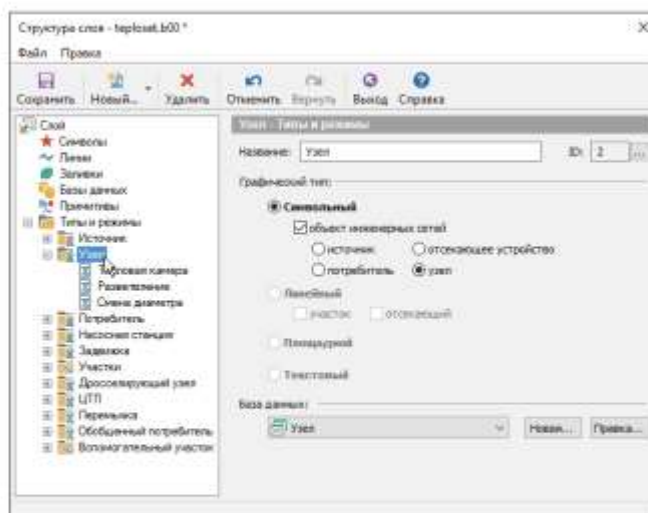 Структура слоя - teploset.b00 *
Файл Правка
Сохранить Новый... Удалить Отменить Вернуть Выход Справка
Слой
Символы
Линии
Заливки
Базы данных
Примитивы
Типы и режимы
Источник
Узел
Тепловая камера
Разветвление
Смена диаметра
Потребитель
Насосная станция
Задвижка
Участки
Дросселирующий узел
ЦТП
Перемычка
Обобщенный потребитель
Вспомогательный участок
Узел - Типы и режимы
Название: Узел ID: 2 ...
Графический тип:
Символьный
объект инженерных сетей
источник отсекающее устройство
потребитель узел
Линейный
участок отсекающий
Площадной
Текстовый
База данных:
Узел Новая... Правка...